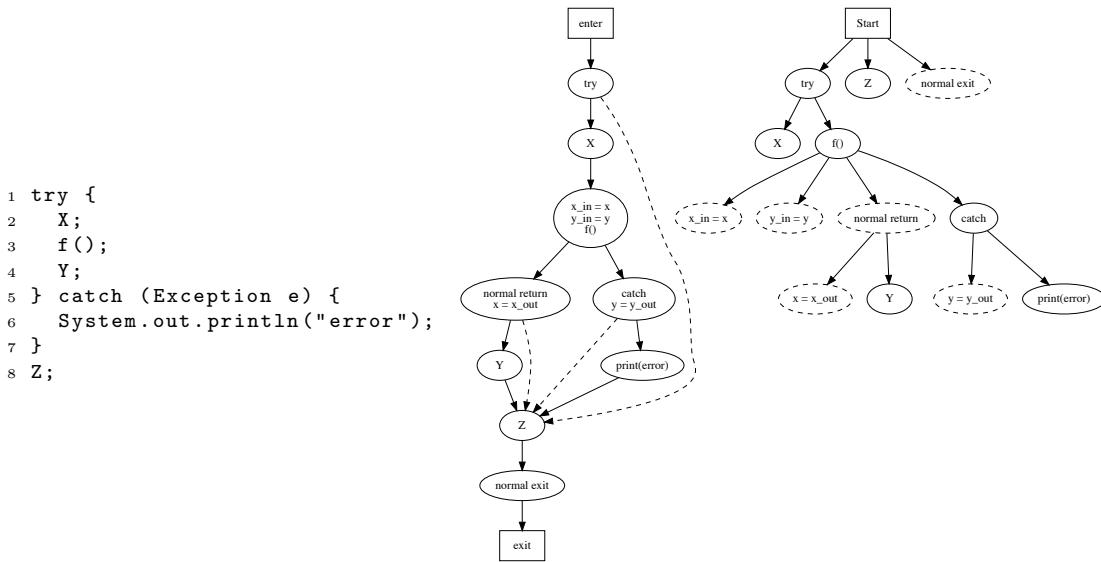 1 try {
2 X;
3 f();
4 Y;
5 } catch (Exception e) {
6 System.out.println("error");
7 }
8 Z;
enter
try
X
x_in = x
y_in = y
f()
normal return
x = x_out
catch
y = y_out
Y
print(error)
Z
normal exit
exit
Start
try
Z
normal exit
X
f()
x_in = x
y_in = y
normal return
catch
x = x_out
Y
y = y_out
print(error)